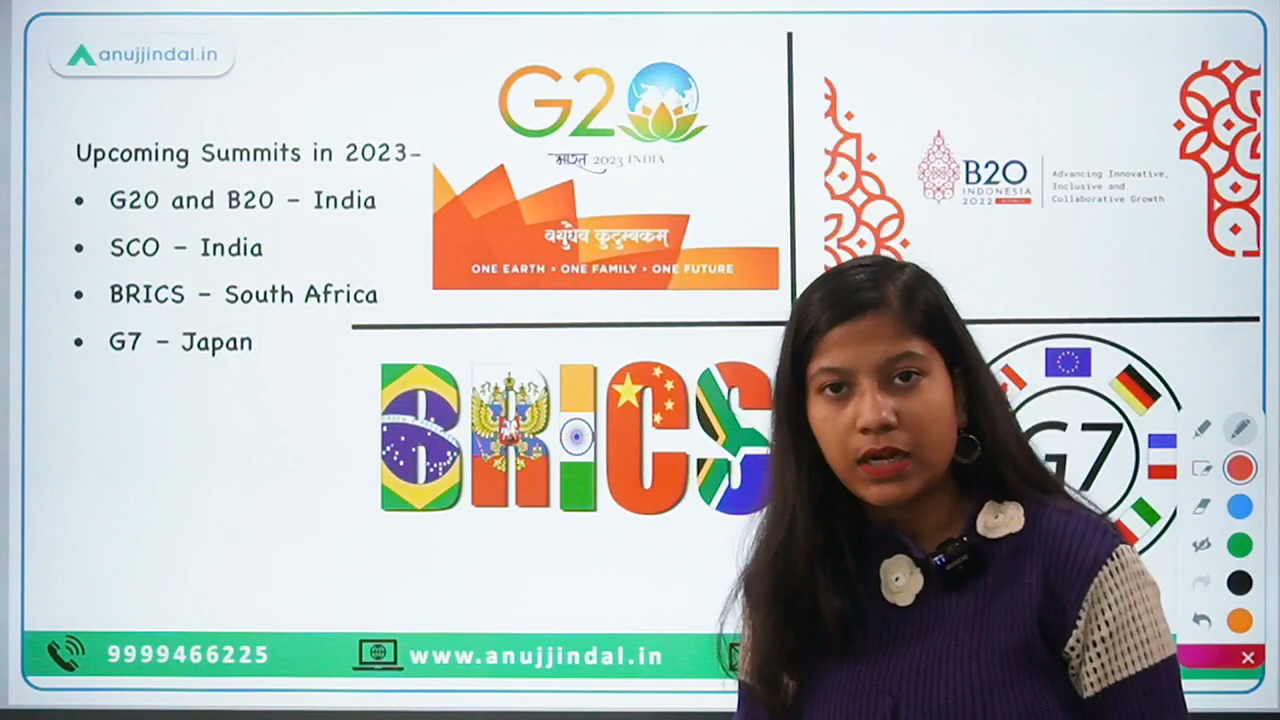 anujjindal.in
Upcoming Summits in 2023-
• G20 and B20 - India
• SCO - India
• BRICS - South Africa
• G7 - Japan
G20
भारत 2023 INDIA
वसुधैव कुटुम्बकम्
ONE EARTH • ONE FAMILY • ONE FUTURE
B20
INDONESIA
2022
Advancing Innovative,
Inclusive and
Collaborative Growth
BRICS
G7
9999466225
www.anujjindal.in